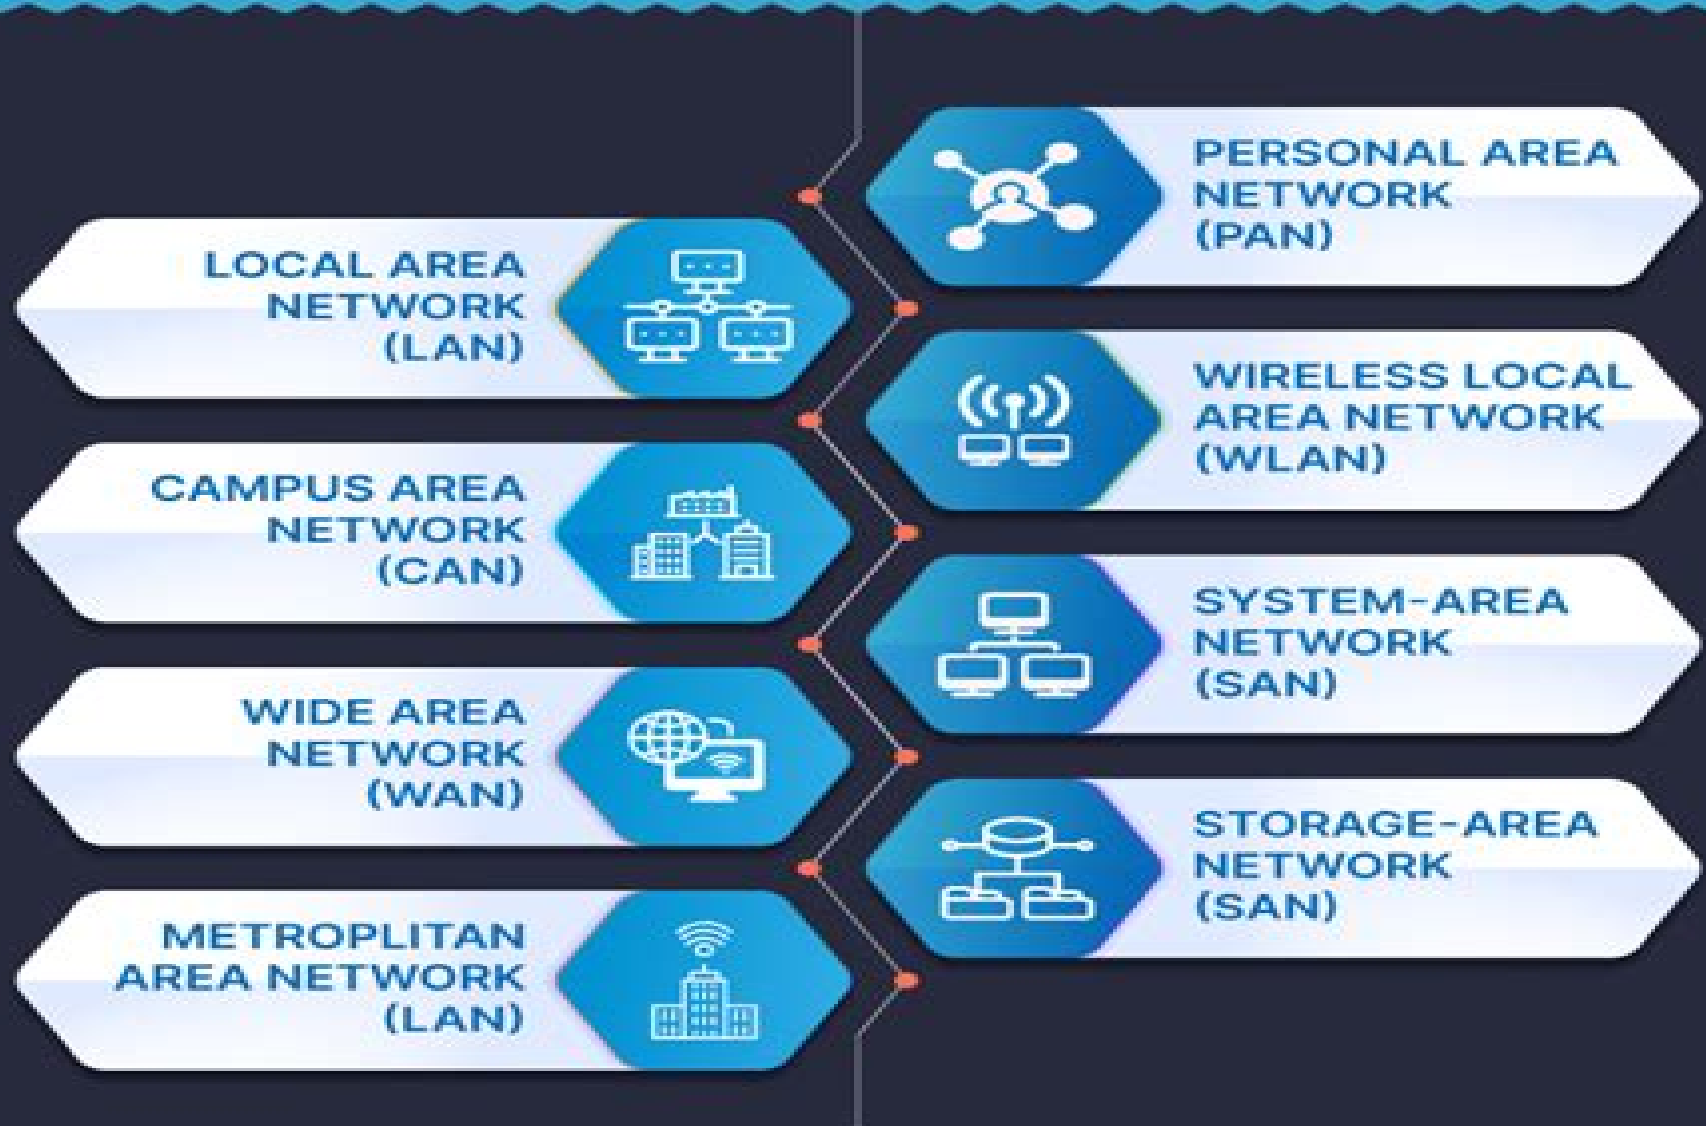 PERSONAL AREA
NETWORK
(PAN)
LOCAL AREA
NETWORK
(LAN)
WIRELESS LOCAL
AREA NETWORK
(WLAN)
CAMPUS AREA
NETWORK
(CAN)
SYSTEM-AREA
NETWORK
(SAN)
WIDE AREA
NETWORK
(WAN)
STORAGE-AREA
NETWORK
(SAN)
METROPLITAN
AREA NETWORK
(LAN)